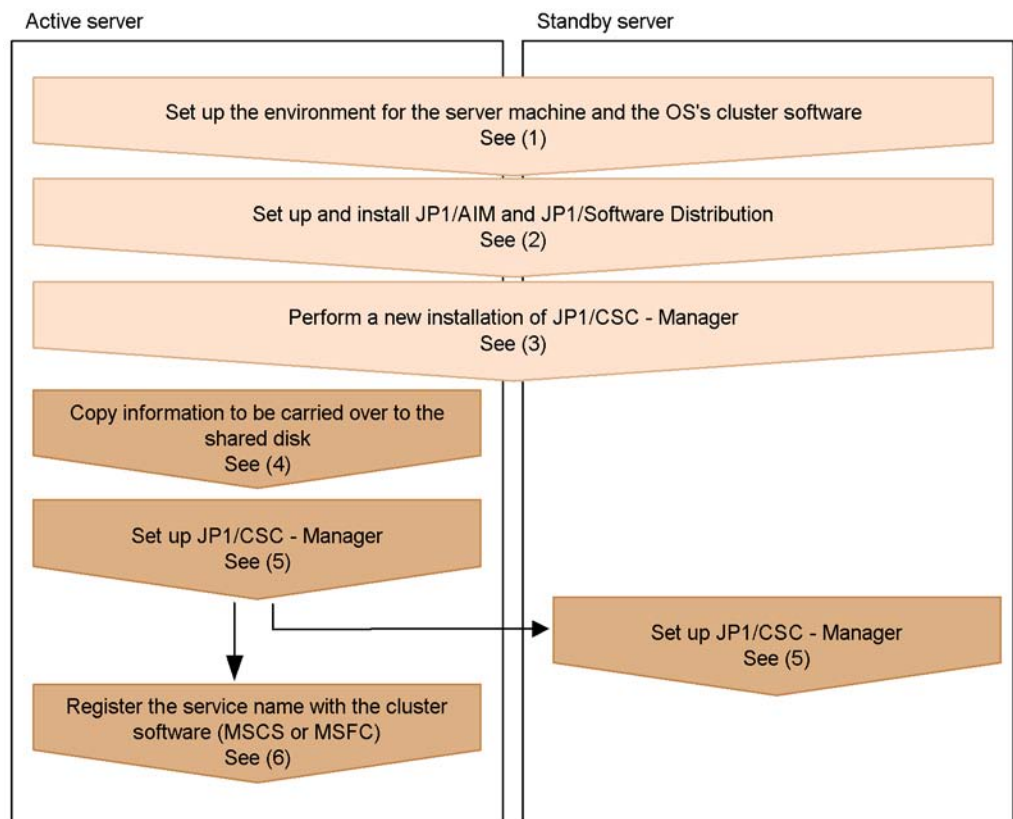 Active server
Standby server
Set up the environment for the server machine and the OS's cluster software
See (1)
Set up and install JP1/AIM and JP1/Software Distribution
See (2)
Perform a new installation of JP1/CSC - Manager
See (3)
Copy information to be carried over to the
shared disk
See (4)
Set up JP1/CSC - Manager
See (5)
Set up JP1/CSC - Manager
See (5)
Register the service name with the cluster
software (MSCS or MSFC)
See (6)